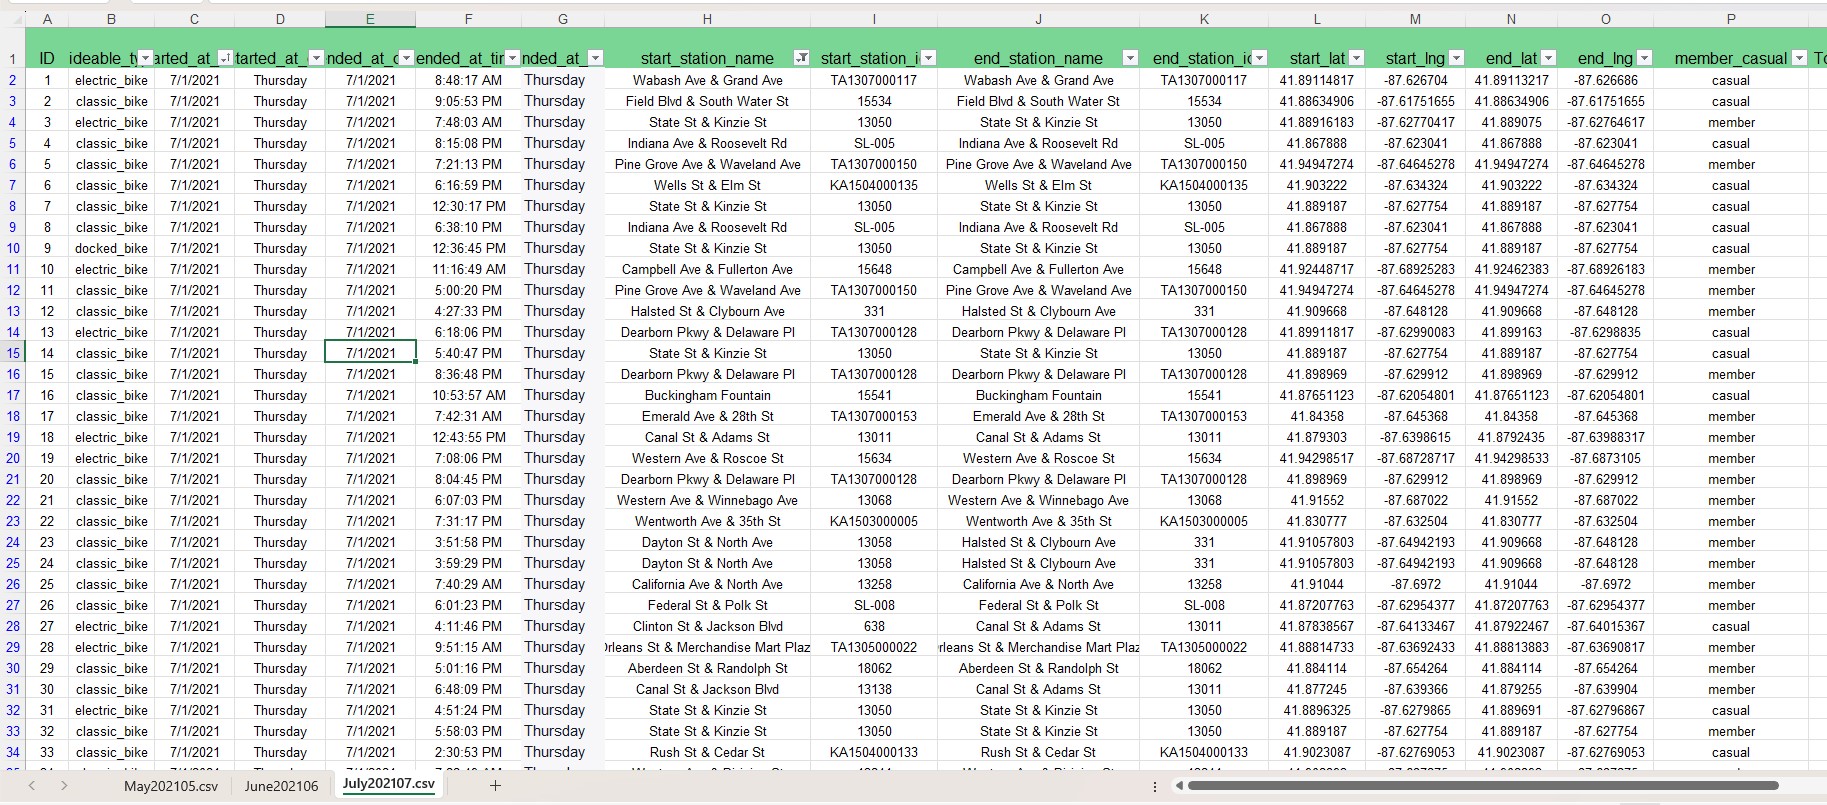 A B C D E F G H I J K L M N O P
1 ID ideable_ty arted_at_ tarted_at_ nded_at_c ended_at_tin nded_at_ start_station_name start_station_i end_station_name end_station_ic start_lat start_lng end_lat end_lng member_casual To
2 1 electric_bike 7/1/2021 Thursday 7/1/2021 8:48:17 AM Thursday Wabash Ave & Grand Ave TA1307000117 Wabash Ave & Grand Ave TA1307000117 41.89114817 -87.626704 41.89113217 -87.626686 casual
3 2 classic_bike 7/1/2021 Thursday 7/1/2021 9:05:53 PM Thursday Field Blvd & South Water St 15534 Field Blvd & South Water St 15534 41.88634906 -87.61751655 41.88634906 -87.61751655 casual
4 3 electric_bike 7/1/2021 Thursday 7/1/2021 7:48:03 AM Thursday State St & Kinzie St 13050 State St & Kinzie St 13050 41.88916183 -87.62770417 41.889075 -87.62764617 member
5 4 classic_bike 7/1/2021 Thursday 7/1/2021 8:15:08 PM Thursday Indiana Ave & Roosevelt Rd SL-005 Indiana Ave & Roosevelt Rd SL-005 41.867888 -87.623041 41.867888 -87.623041 casual
6 5 classic_bike 7/1/2021 Thursday 7/1/2021 7:21:13 PM Thursday Pine Grove Ave & Waveland Ave TA1307000150 Pine Grove Ave & Waveland Ave TA1307000150 41.94947274 -87.64645278 41.94947274 -87.64645278 member
7 6 classic_bike 7/1/2021 Thursday 7/1/2021 6:16:59 PM Thursday Wells St & Elm St KA1504000135 Wells St & Elm St KA1504000135 41.903222 -87.634324 41.903222 -87.634324 casual
8 7 classic_bike 7/1/2021 Thursday 7/1/2021 12:30:17 PM Thursday State St & Kinzie St 13050 State St & Kinzie St 13050 41.889187 -87.627754 41.889187 -87.627754 casual
9 8 classic_bike 7/1/2021 Thursday 7/1/2021 6:38:10 PM Thursday Indiana Ave & Roosevelt Rd SL-005 Indiana Ave & Roosevelt Rd SL-005 41.867888 -87.623041 41.867888 -87.623041 casual
10 9 docked_bike 7/1/2021 Thursday 7/1/2021 12:36:45 PM Thursday State St & Kinzie St 13050 State St & Kinzie St 13050 41.889187 -87.627754 41.889187 -87.627754 casual
11 10 electric_bike 7/1/2021 Thursday 7/1/2021 11:16:49 AM Thursday Campbell Ave & Fullerton Ave 15648 Campbell Ave & Fullerton Ave 15648 41.92448717 -87.68925283 41.92462383 -87.68926183 member
12 11 classic_bike 7/1/2021 Thursday 7/1/2021 5:00:20 PM Thursday Pine Grove Ave & Waveland Ave TA1307000150 Pine Grove Ave & Waveland Ave TA1307000150 41.94947274 -87.64645278 41.94947274 -87.64645278 member
13 12 classic_bike 7/1/2021 Thursday 7/1/2021 4:27:33 PM Thursday Halsted St & Clybourn Ave 331 Halsted St & Clybourn Ave 331 41.909668 -87.648128 41.909668 -87.648128 member
14 13 electric_bike 7/1/2021 Thursday 7/1/2021 6:18:06 PM Thursday Dearborn Pkwy & Delaware Pl TA1307000128 Dearborn Pkwy & Delaware Pl TA1307000128 41.89911817 -87.62990083 41.899163 -87.6298835 casual
15 14 classic_bike 7/1/2021 Thursday 7/1/2021 5:40:47 PM Thursday State St & Kinzie St 13050 State St & Kinzie St 13050 41.889187 -87.627754 41.889187 -87.627754 casual
16 15 classic_bike 7/1/2021 Thursday 7/1/2021 8:36:48 PM Thursday Dearborn Pkwy & Delaware Pl TA1307000128 Dearborn Pkwy & Delaware Pl TA1307000128 41.898969 -87.629912 41.898969 -87.629912 member
17 16 classic_bike 7/1/2021 Thursday 7/1/2021 10:53:57 AM Thursday Buckingham Fountain 15541 Buckingham Fountain 15541 41.87651123 -87.62054801 41.87651123 -87.62054801 casual
18 17 classic_bike 7/1/2021 Thursday 7/1/2021 7:42:31 AM Thursday Emerald Ave & 28th St TA1307000153 Emerald Ave & 28th St TA1307000153 41.84358 -87.645368 41.84358 -87.645368 member
19 18 electric_bike 7/1/2021 Thursday 7/1/2021 12:43:55 PM Thursday Canal St & Adams St 13011 Canal St & Adams St 13011 41.879303 -87.6398615 41.8792435 -87.63988317 member
20 19 electric_bike 7/1/2021 Thursday 7/1/2021 7:08:06 PM Thursday Western Ave & Roscoe St 15634 Western Ave & Roscoe St 15634 41.94298517 -87.68728717 41.94298533 -87.6873105 member
21 20 classic_bike 7/1/2021 Thursday 7/1/2021 8:04:45 PM Thursday Dearborn Pkwy & Delaware Pl TA1307000128 Dearborn Pkwy & Delaware Pl TA1307000128 41.898969 -87.629912 41.898969 -87.629912 member
22 21 classic_bike 7/1/2021 Thursday 7/1/2021 6:07:03 PM Thursday Western Ave & Winnebago Ave 13068 Western Ave & Winnebago Ave 13068 41.91552 -87.687022 41.91552 -87.687022 member
23 22 classic_bike 7/1/2021 Thursday 7/1/2021 7:31:17 PM Thursday Wentworth Ave & 35th St KA1503000005 Wentworth Ave & 35th St KA1503000005 41.830777 -87.632504 41.830777 -87.632504 member
24 23 classic_bike 7/1/2021 Thursday 7/1/2021 3:51:58 PM Thursday Dayton St & North Ave 13058 Halsted St & Clybourn Ave 331 41.91057803 -87.64942193 41.909668 -87.648128 member
25 24 classic_bike 7/1/2021 Thursday 7/1/2021 3:59:29 PM Thursday Dayton St & North Ave 13058 Halsted St & Clybourn Ave 331 41.91057803 -87.64942193 41.909668 -87.648128 member
26 25 classic_bike 7/1/2021 Thursday 7/1/2021 7:40:29 AM Thursday California Ave & North Ave 13258 California Ave & North Ave 13258 41.91044 -87.6972 41.91044 -87.6972 member
27 26 classic_bike 7/1/2021 Thursday 7/1/2021 6:01:23 PM Thursday Federal St & Polk St SL-008 Federal St & Polk St SL-008 41.87207763 -87.62954377 41.87207763 -87.62954377 member
28 27 electric_bike 7/1/2021 Thursday 7/1/2021 4:11:46 PM Thursday Clinton St & Jackson Blvd 638 Canal St & Adams St 13011 41.87838567 -87.64133467 41.87922467 -87.64015367 casual
29 28 electric_bike 7/1/2021 Thursday 7/1/2021 9:51:15 AM Thursday rleans St & Merchandise Mart Plaz TA1305000022 rleans St & Merchandise Mart Plaz TA1305000022 41.88814733 -87.63692433 41.88813883 -87.63690817 member
30 29 classic_bike 7/1/2021 Thursday 7/1/2021 5:01:16 PM Thursday Aberdeen St & Randolph St 18062 Aberdeen St & Randolph St 18062 41.884114 -87.654264 41.884114 -87.654264 member
31 30 classic_bike 7/1/2021 Thursday 7/1/2021 6:48:09 PM Thursday Canal St & Jackson Blvd 13138 Canal St & Adams St 13011 41.877245 -87.639366 41.879255 -87.639904 member
32 31 electric_bike 7/1/2021 Thursday 7/1/2021 4:51:24 PM Thursday State St & Kinzie St 13050 State St & Kinzie St 13050 41.8896325 -87.6279865 41.889691 -87.62796867 casual
33 32 classic_bike 7/1/2021 Thursday 7/1/2021 5:58:03 PM Thursday State St & Kinzie St 13050 State St & Kinzie St 13050 41.889187 -87.627754 41.889187 -87.627754 member
34 33 classic_bike 7/1/2021 Thursday 7/1/2021 2:30:53 PM Thursday Rush St & Cedar St KA1504000133 Rush St & Cedar St KA1504000133 41.9023087 -87.62769053 41.9023087 -87.62769053 casual
May202105.csv June202106 July202107.csv